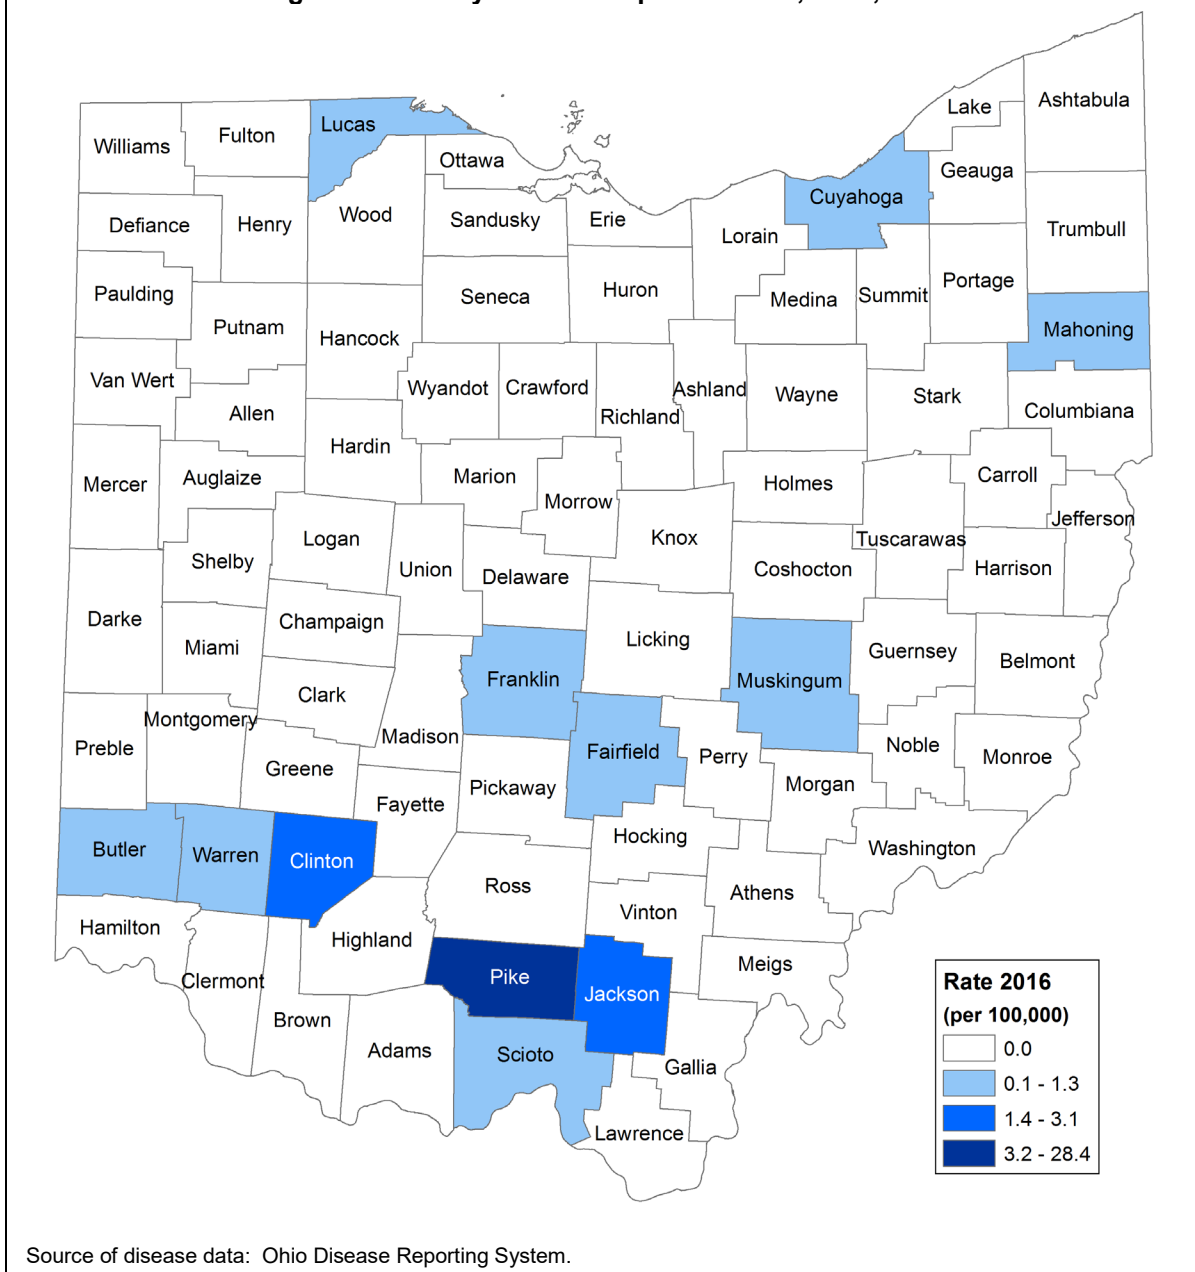 Lake
Ashtabula
Lucas
Fulton
Williams
Ottawa
Geauga
Cuyahoga
Wood
Sandusky
Erie
Defiance
Henry
Lorain
Trumbull
Portage
Paulding
Seneca
Huron
Medina
Summit
Putnam
Mahoning
Hancock
Van Wert
Wyandot
Crawford
Ashland
Wayne
Stark
Allen
Richland
Columbiana
Hardin
Mercer
Auglaize
Marion
Morrow
Holmes
Carroll
Jefferson
Logan
Knox
Tuscarawas
Shelby
Union
Delaware
Coshocton
Harrison
Darke
Champaign
Miami
Licking
Guernsey
Belmont
Clark
Franklin
Muskingum
Montgomery
Madison
Preble
Greene
Fairfield
Perry
Noble
Monroe
Pickaway
Morgan
Fayette
Hocking
Butler
Warren
Clinton
Washington
Ross
Athens
Vinton
Hamilton
Highland
Meigs
Clermont
Pike
Jackson
Brown
Adams
Scioto
Gallia
Lawrence
Rate 2016
(per 100,000)
0.0
0.1 - 1.3
1.4 - 3.1
3.2 - 28.4
Source of disease data:  Ohio Disease Reporting System.